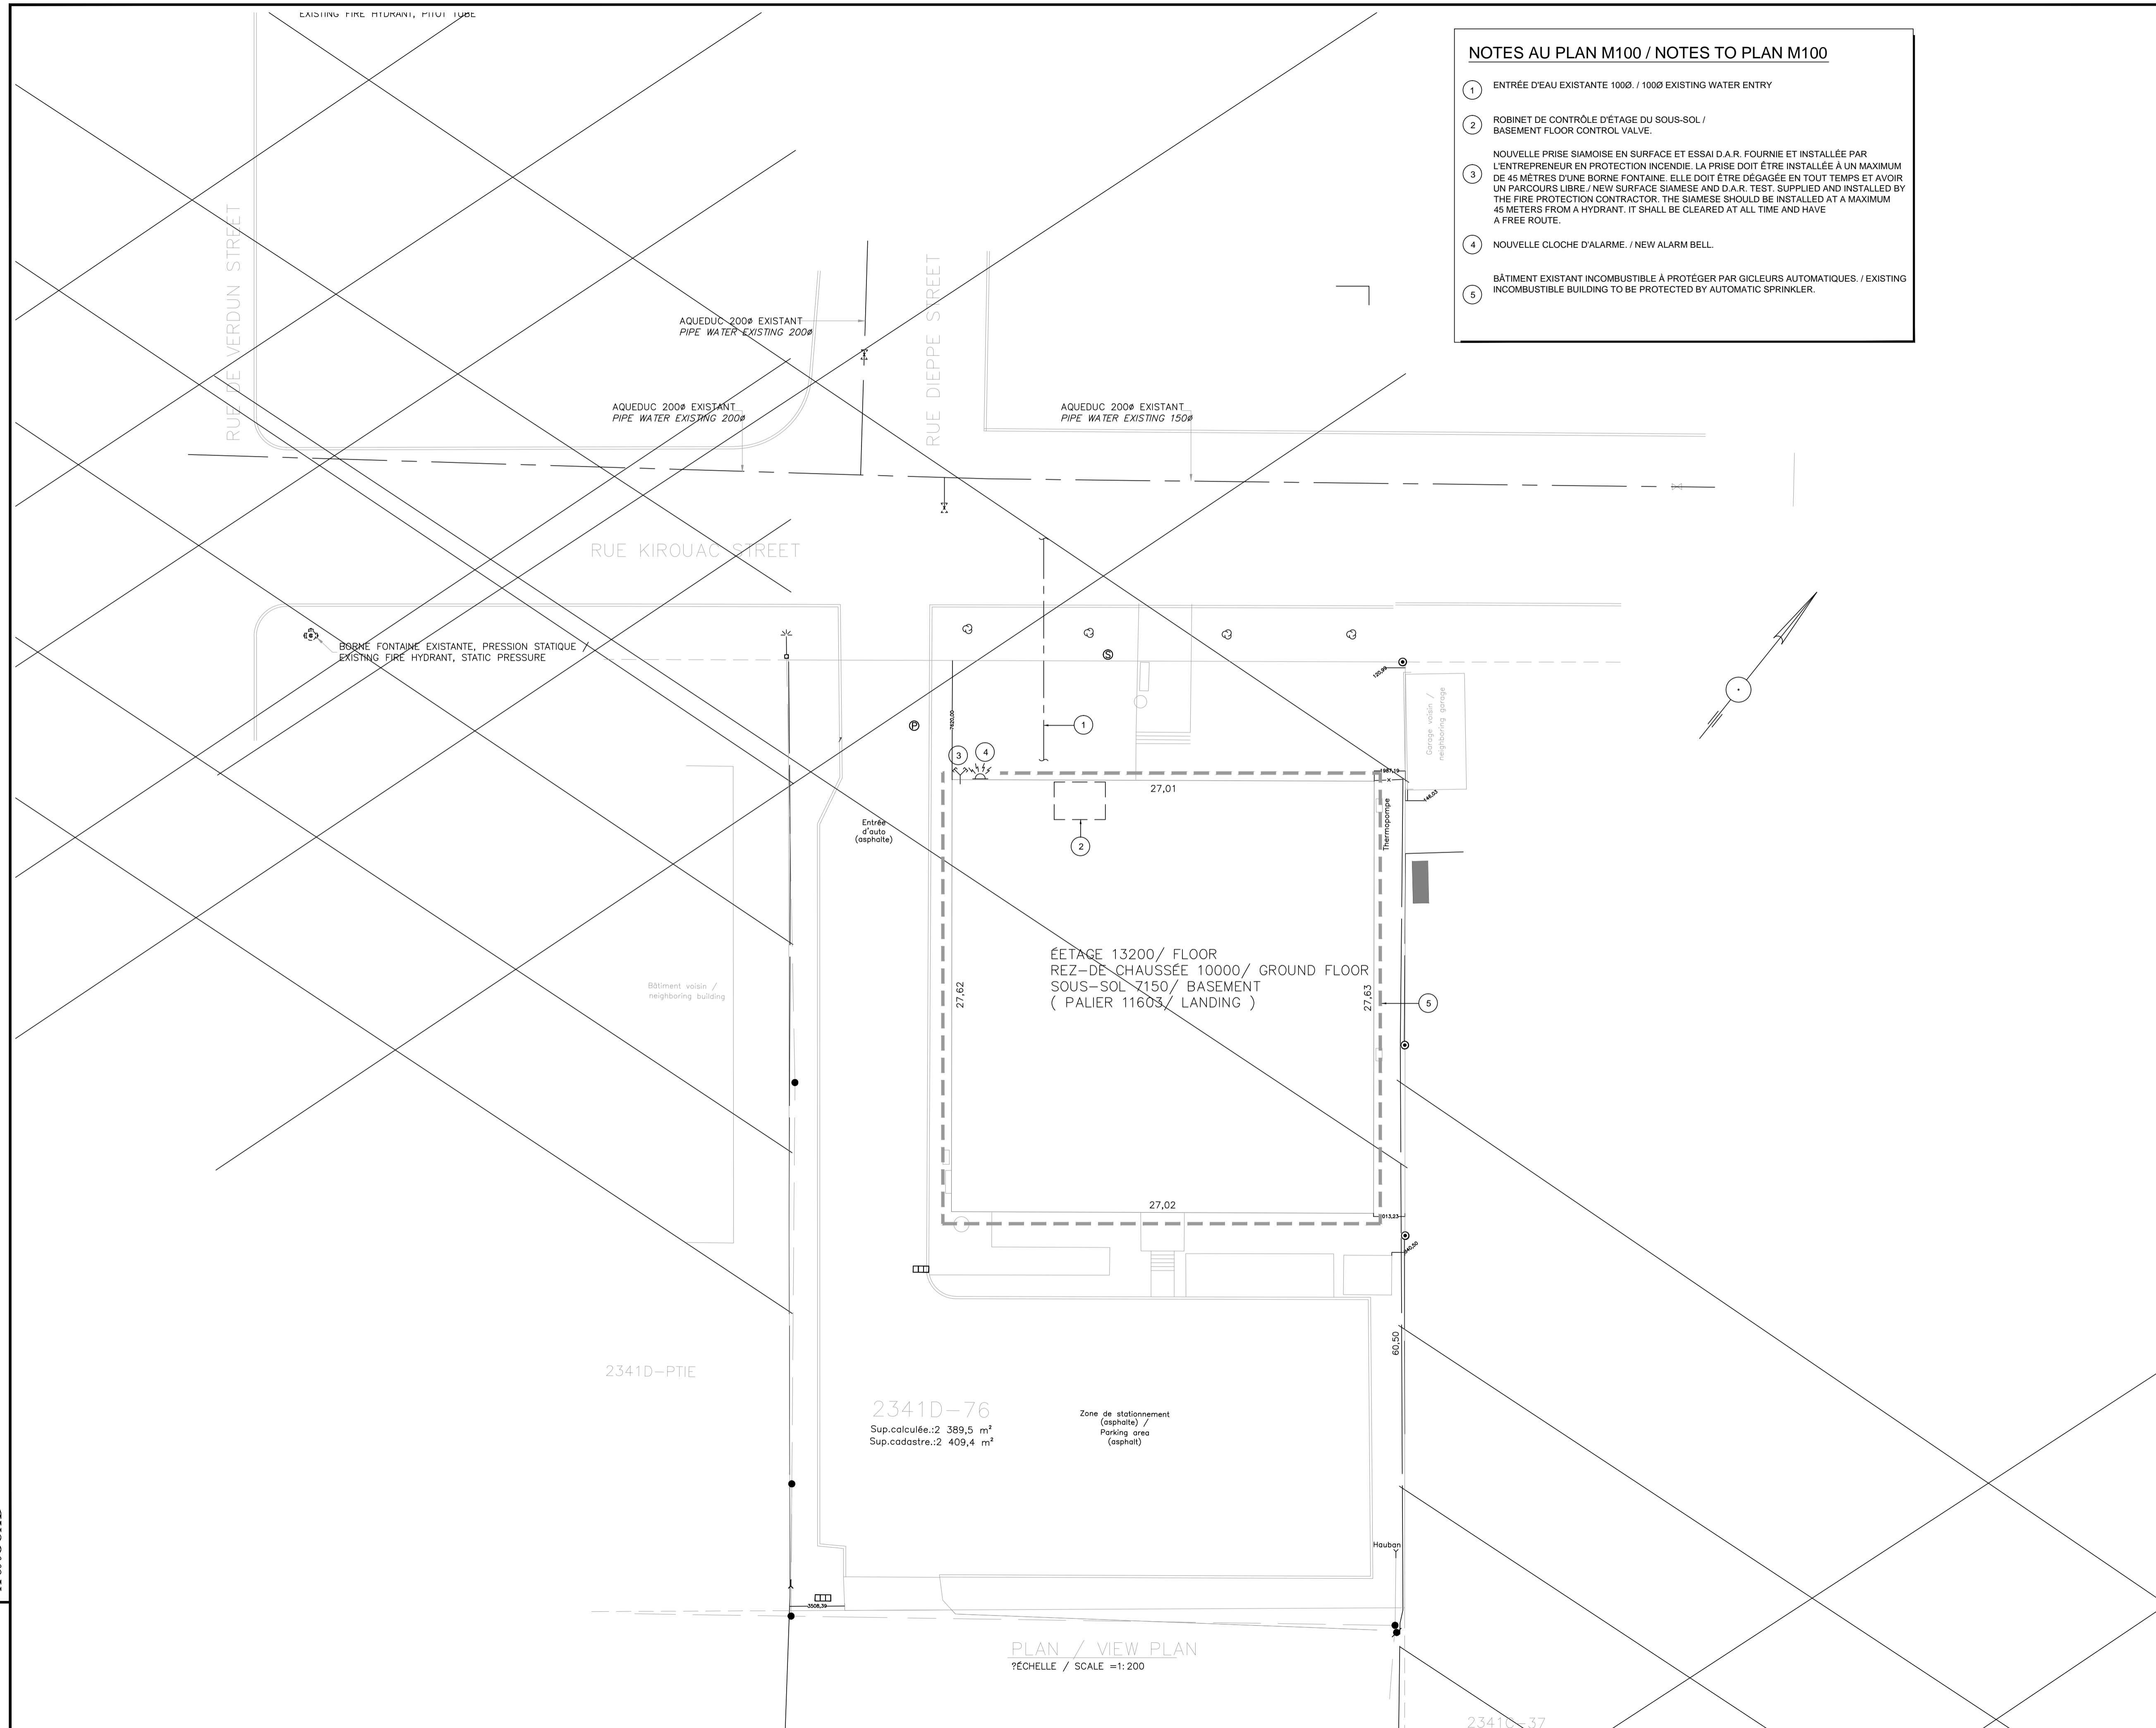 EXISTING FIRE HYDRANT, PITOT TUBE
NOTES AU PLAN M100 / NOTES TO PLAN M100
1 ENTRÉE D'EAU EXISTANTE 100Ø. / 100Ø EXISTING WATER ENTRY
2 ROBINET DE CONTRÔLE D'ÉTAGE DU SOUS-SOL /
BASEMENT FLOOR CONTROL VALVE.
3 NOUVELLE PRISE SIAMOISE EN SURFACE ET ESSAI D.A.R. FOURNIE ET INSTALLÉE PAR
L'ENTREPRENEUR EN PROTECTION INCENDIE. LA PRISE DOIT ÊTRE INSTALLÉE À UN MAXIMUM
DE 45 MÈTRES D'UNE BORNE FONTAINE. ELLE DOIT ÊTRE DÉGAGÉE EN TOUT TEMPS ET AVOIR
UN PARCOURS LIBRE./ NEW SURFACE SIAMESE AND D.A.R. TEST. SUPPLIED AND INSTALLED BY
THE FIRE PROTECTION CONTRACTOR. THE SIAMESE SHOULD BE INSTALLED AT A MAXIMUM
45 METERS FROM A HYDRANT. IT SHALL BE CLEARED AT ALL TIME AND HAVE
A FREE ROUTE.
4 NOUVELLE CLOCHE D'ALARME. / NEW ALARM BELL.
5 BÂTIMENT EXISTANT INCOMBUSTIBLE À PROTÉGER PAR GICLEURS AUTOMATIQUES. / EXISTING
INCOMBUSTIBLE BUILDING TO BE PROTECTED BY AUTOMATIC SPRINKLER.
RUE DE VERDUN STREET
RUE DIEPPE STREET
AQUEDUC 200ø EXISTANT
PIPE WATER EXISTING 200ø
AQUEDUC 200ø EXISTANT
PIPE WATER EXISTING 200ø
AQUEDUC 200ø EXISTANT
PIPE WATER EXISTING 150ø
RUE KIROUAC STREET
BORNE FONTAINE EXISTANTE, PRESSION STATIQUE /
EXISTING FIRE HYDRANT, STATIC PRESSURE
S
120,99
Garage voisin /
neighboring garage
P
7620,00
1
3
4
1987,19
27,01
146,03
Thermopompe
Entrée
d'auto
(asphalte)
2
ÉETAGE 13200/ FLOOR
REZ-DE CHAUSSÉE 10000/ GROUND FLOOR
SOUS-SOL 7150/ BASEMENT
( PALIER 11603/ LANDING )
27,62
27,63
5
Bâtiment voisin /
neighboring building
27,02
60,50
2341D-PTIE
2341D-76
Sup.calculée.:2 389,5 m²
Sup.cadastre.:2 409,4 m²
Zone de stationnement
(asphalte) /
Parking area
(asphalt)
Hauban
3508,39
PLAN / VIEW PLAN
?ÉCHELLE / SCALE =1:200
2341C-37